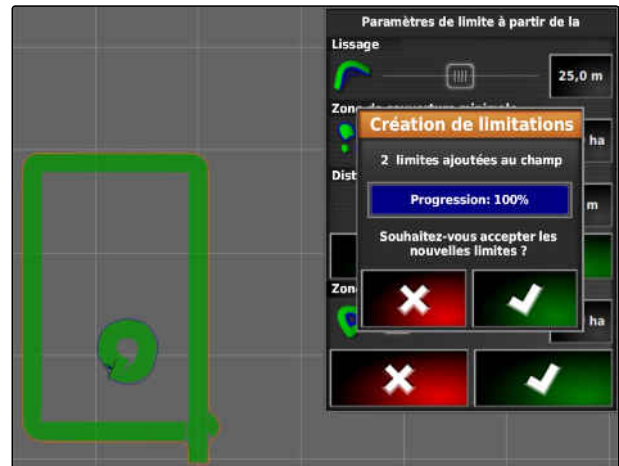 Paramètres de limite à partir de la
Lissage
25,0 m
Création de limitations
ha
2 limites ajoutées au champ
Progression: 100%
m
Souhaitez-vous accepter les
nouvelles limites ?
ha